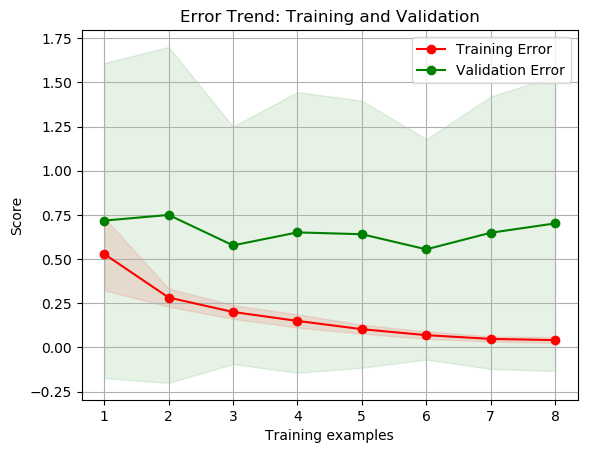 Error Trend: Training and Validation
Training Error
Validation Error
1.75
1.50
1.25
1.00
0.75
0.50
0.25
0.00
−0.25
Score
1 2 3 4 5 6 7 8
Training examples